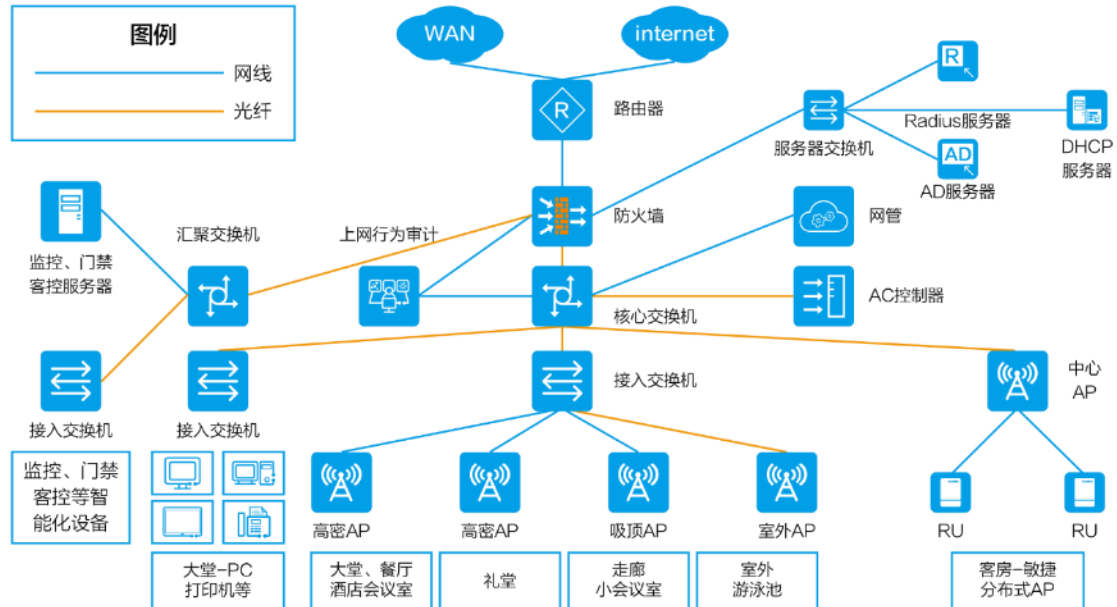 图例
网线
光纤
WAN
internet
R
路由器
R
Radius服务器
服务器交换机
DHCP
服务器
AD
AD服务器
防火墙
网管
汇聚交换机
上网行为审计
监控、门禁
客控服务器
核心交换机
AC控制器
接入交换机
接入交换机
接入交换机
中心
AP
监控、门禁
客控等智
能化设备
高密AP
高密AP
吸顶AP
室外AP
RU
RU
大堂-PC
打印机等
大堂、餐厅
酒店会议室
礼堂
走廊
小会议室
室外
游泳池
客房-敏捷
分布式AP